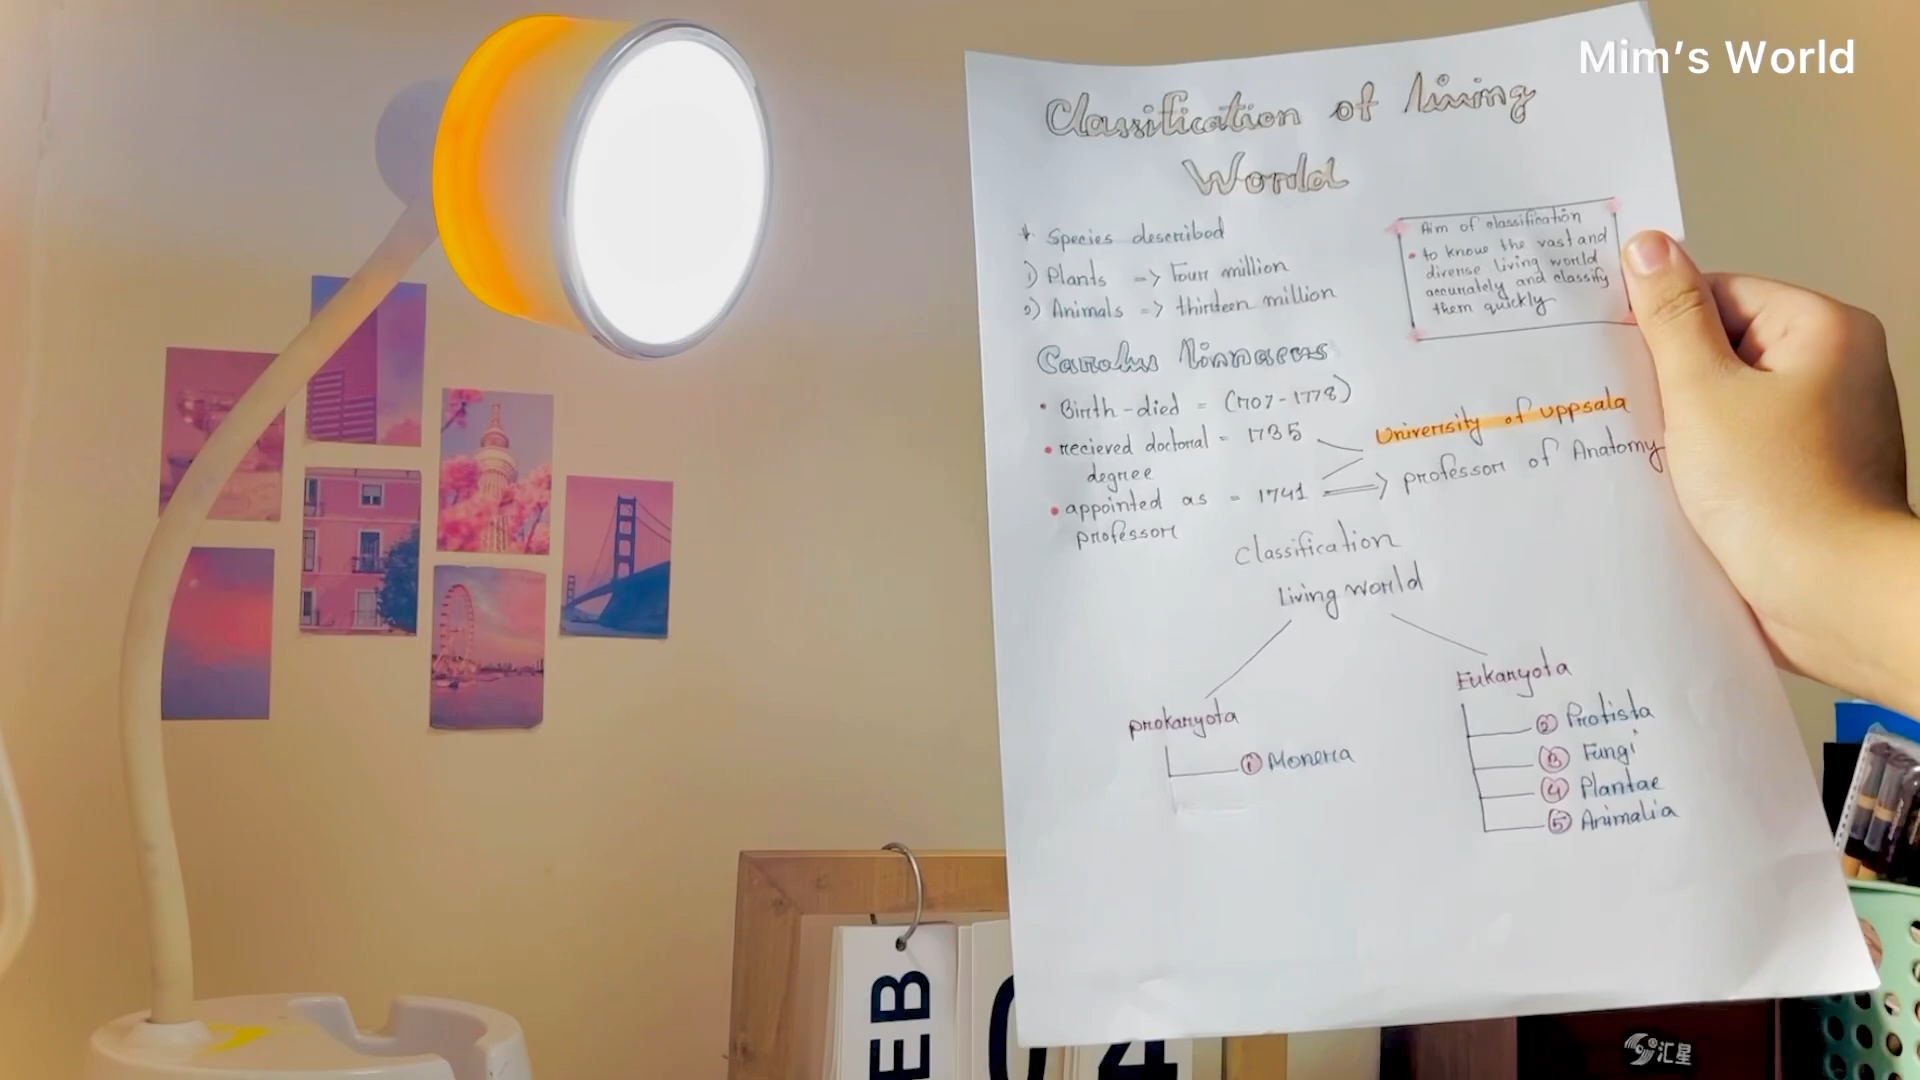 Mim's World
Classification of living
World
* Species described
1) Plants => Four million
2) Animals => thirteen million
Aim of classification
• to know the vast and
diverse living world
accurately and classify
them quickly
Carolus Linnaeus
• Birth-died = (1707-1778)
• recieved doctoral = 1735
degree
University of uppsala
• appointed as = 1741 => professor of Anatomy
professor
Classification
Living world
prokaryota
① Monera
Eukaryota
② Protista
③ Fungi
④ Plantae
⑤ Animalia
FEB
04
汇星